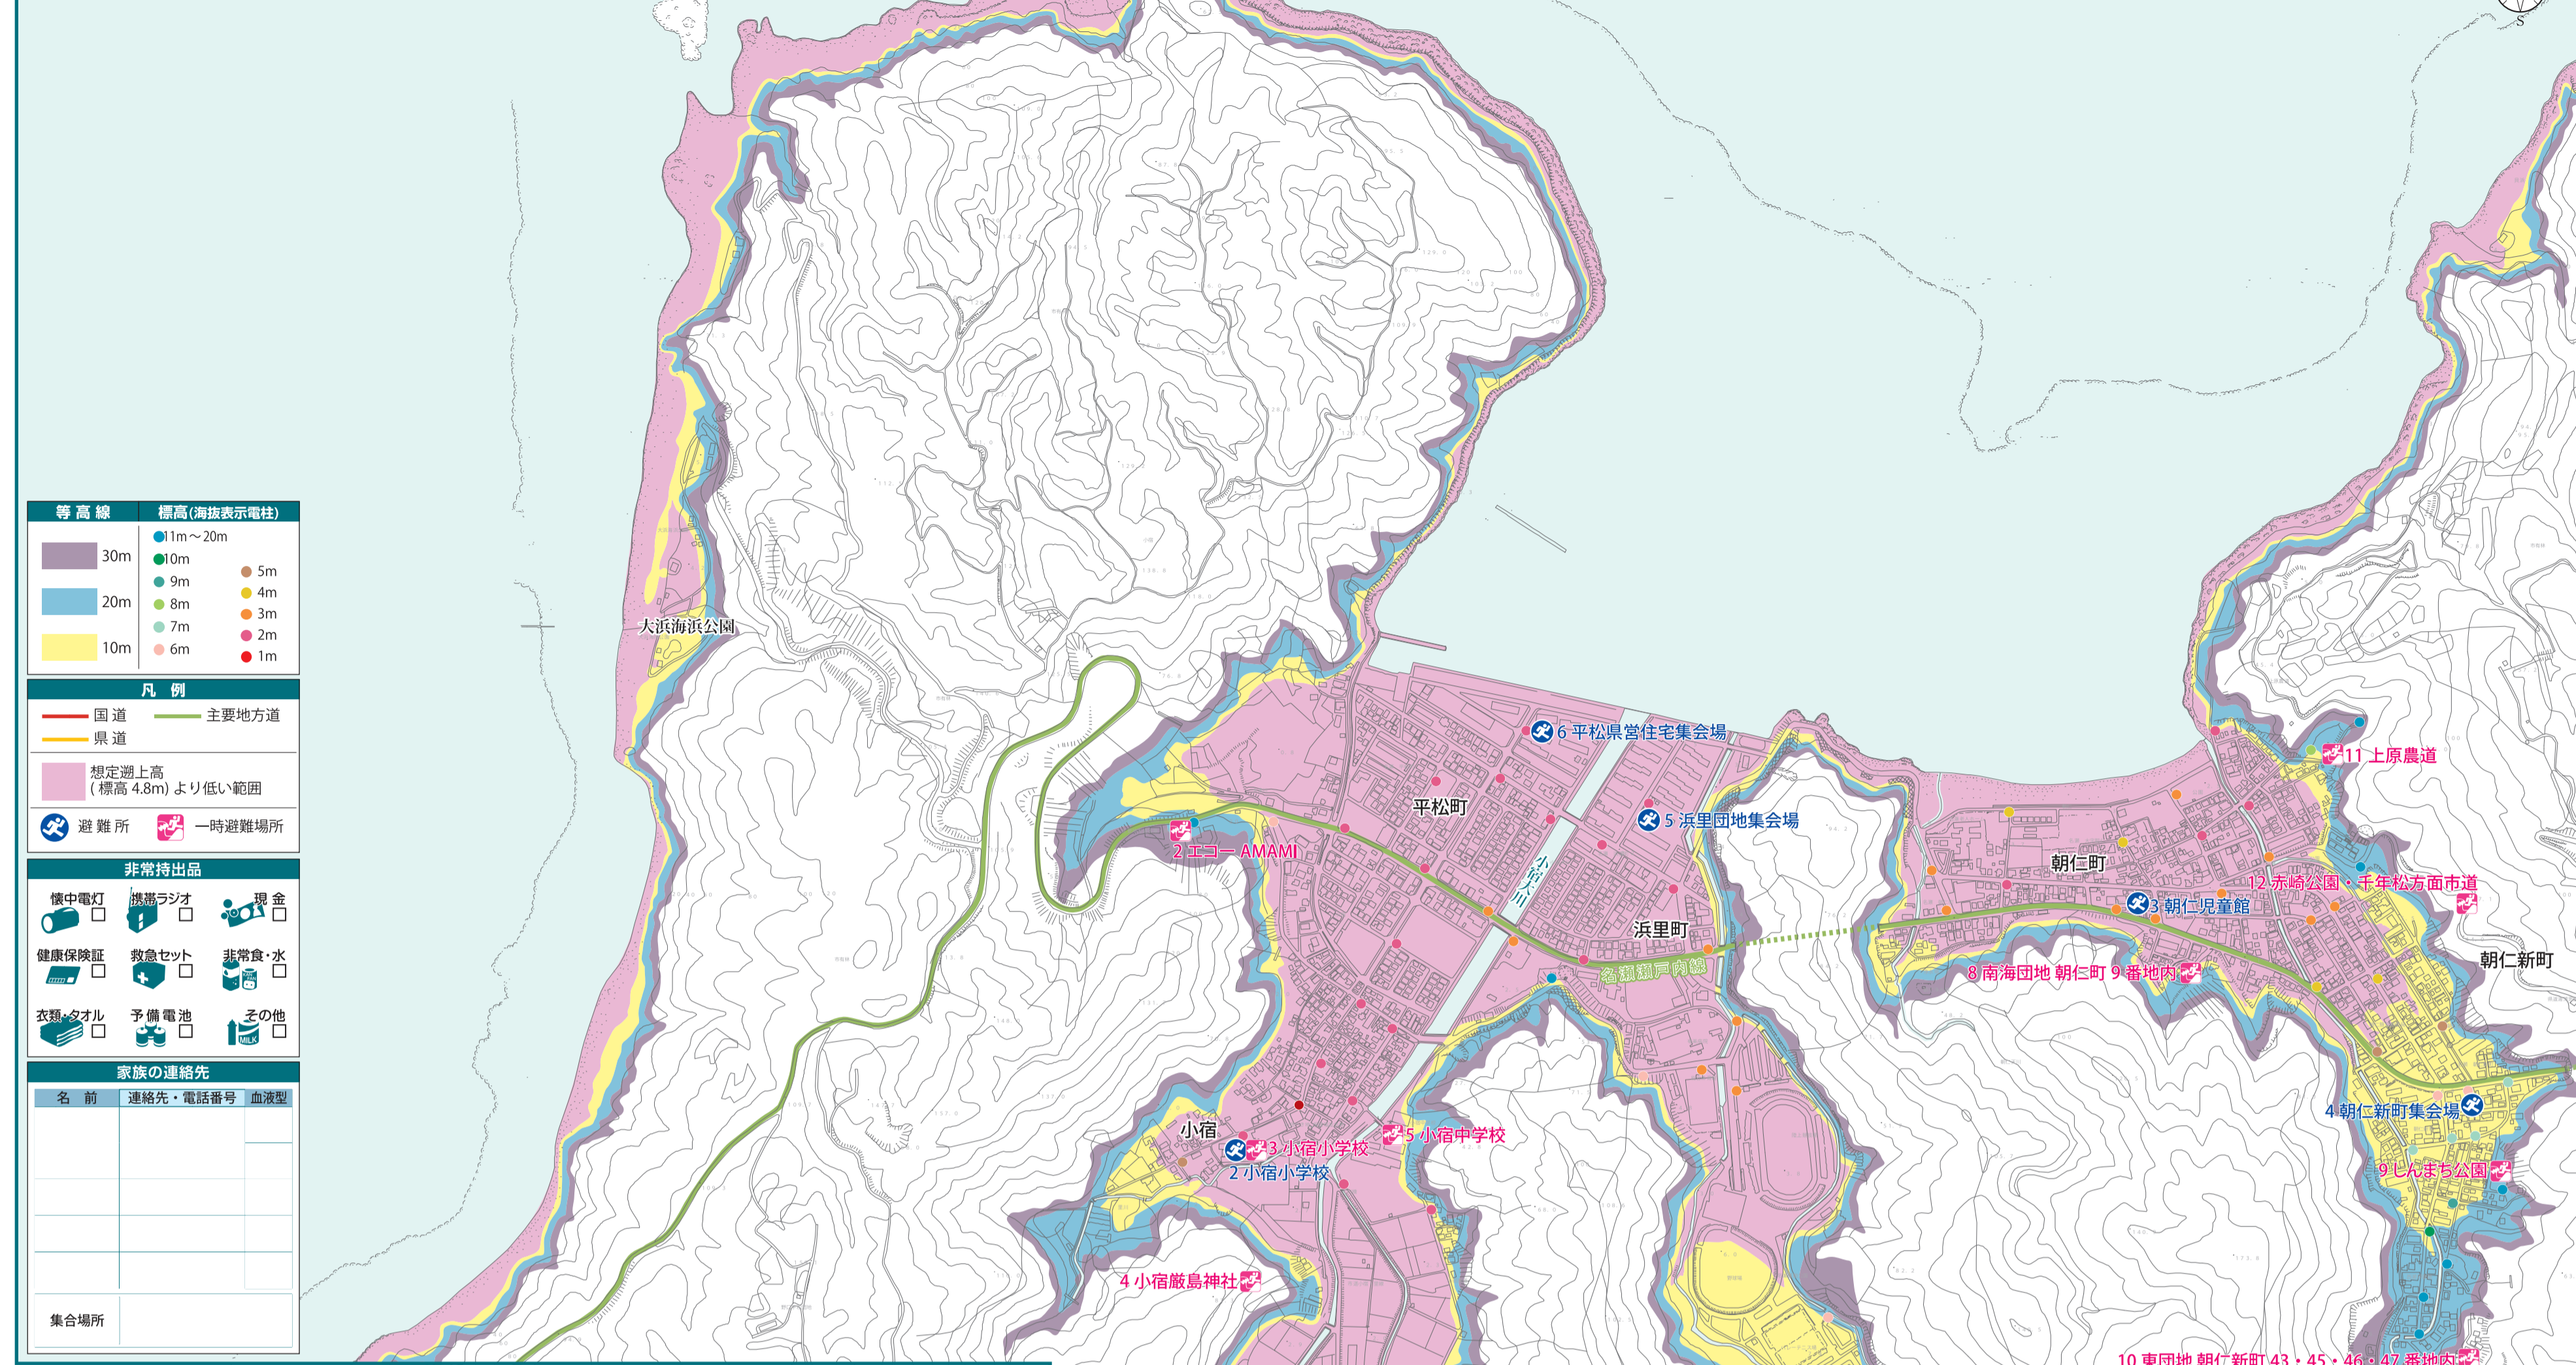 S
等高線
標高(海抜表示電柱)
30m
20m
10m
11m～20m
10m
9m
8m
7m
6m
5m
4m
3m
2m
1m
凡 例
国道
主要地方道
県道
想定遡上高
(標高 4.8m) より低い範囲
避難所
一時避難場所
非常持出品
懐中電灯
携帯ラジオ
現金
健康保険証
救急セット
非常食・水
衣類・タオル
予備電池
その他
MILK
家族の連絡先
名 前
連絡先・電話番号
血液型
集合場所
大浜海浜公園
6 平松県営住宅集会場
平松町
5 浜里団地集会場
2 エコー AMAMI
小宿大川
浜里町
名瀬瀬戸内線
小宿
3 小宿小学校
2 小宿小学校
5 小宿中学校
4 小宿厳島神社
11 上原農道
朝仁町
12 赤崎公園・千年松方面市道
3 朝仁児童館
朝仁新町
8 南海団地 朝仁町 9 番地内
4 朝仁新町集会場
9 しんまち公園
10 東団地 朝仁新町 43・45・46・47 番地内